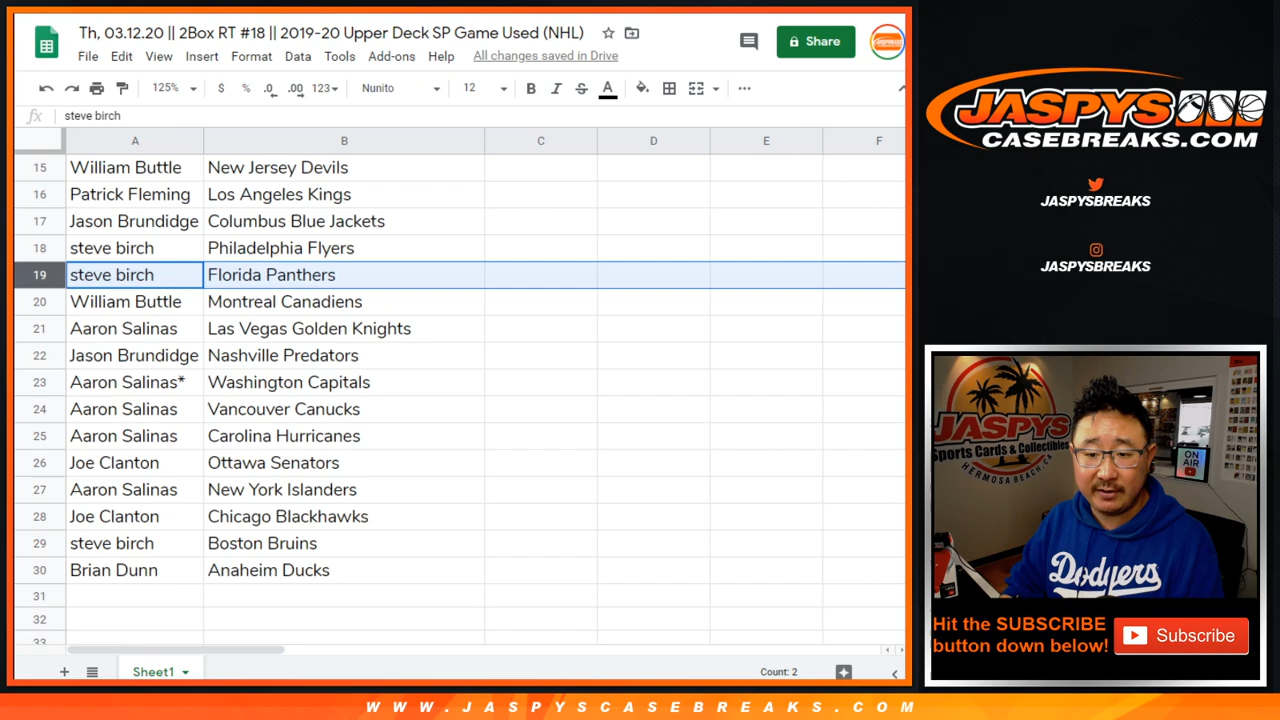 Th, 03.12.20 || 2Box RT #18 || 2019-20 Upper Deck SP Game Used (NHL)
File Edit View Insert Format Data Tools Add-ons Help All changes saved in Drive
Share
125% $ % .0 .00 123 Nunito 12 B I S A
fx steve birch
A B C D E F
15 William Buttle New Jersey Devils
16 Patrick Fleming Los Angeles Kings
17 Jason Brundidge Columbus Blue Jackets
18 steve birch Philadelphia Flyers
19 steve birch Florida Panthers
20 William Buttle Montreal Canadiens
21 Aaron Salinas Las Vegas Golden Knights
22 Jason Brundidge Nashville Predators
23 Aaron Salinas* Washington Capitals
24 Aaron Salinas Vancouver Canucks
25 Aaron Salinas Carolina Hurricanes
26 Joe Clanton Ottawa Senators
27 Aaron Salinas New York Islanders
28 Joe Clanton Chicago Blackhawks
29 steve birch Boston Bruins
30 Brian Dunn Anaheim Ducks
31
32
33
Sheet1 Count: 2
JASPYS
CASEBREAKS.COM
JASPYSBREAKS
JASPYSBREAKS
JASPYS
Sports Cards & Collectibles
HERMOSA BEACH, CA
ON
AIR
Dodgers
Hit the SUBSCRIBE
button down below!
Subscribe
WWW.JASPYSCASEBREAKS.COM